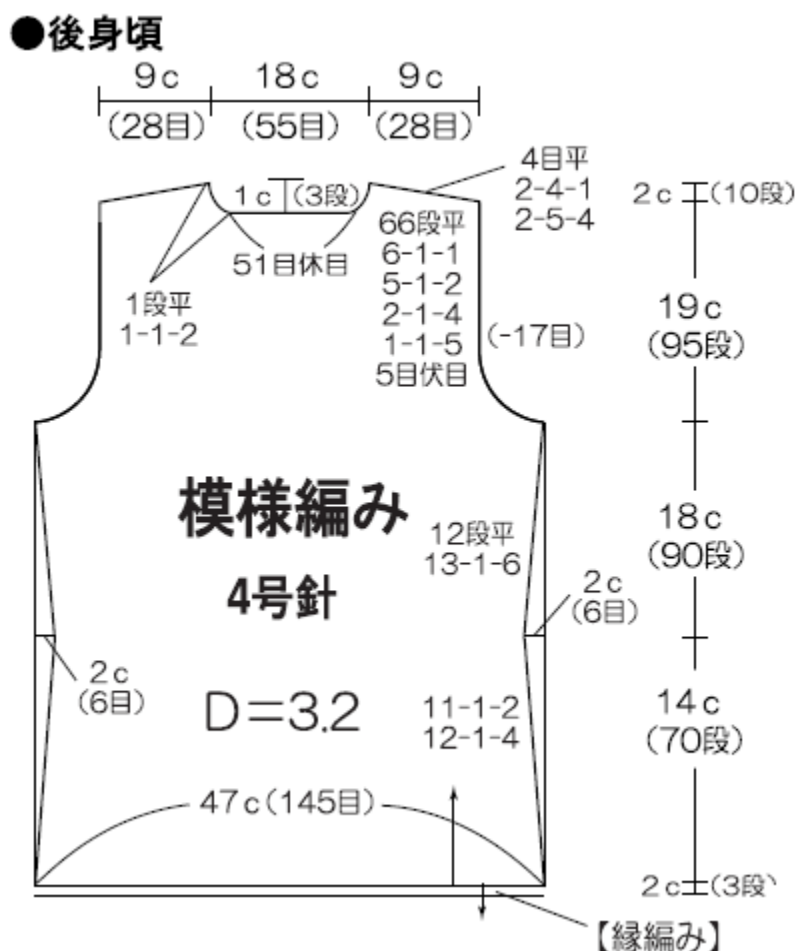 ●後身頃
9c 18c 9c
(28目) (55目) (28目)
4目平
2-4-1
2-5-4
2c (10段)
1c (3段)
51目休目
66段平
6-1-1
5-1-2
2-1-4
1-1-5
5目伏目
(-17目)
1段平
1-1-2
19c
(95段)
模様編み
4号針
D=3.2
12段平
13-1-6
18c
(90段)
2c
(6目)
2c
(6目)
11-1-2
12-1-4
14c
(70段)
47c(145目)
2c (3段)
【縁編み】